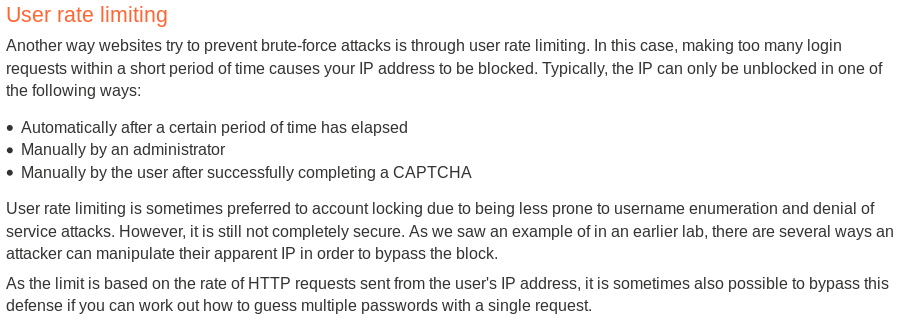 User rate limiting
Another way websites try to prevent brute-force attacks is through user rate limiting. In this case, making too many login
requests within a short period of time causes your IP address to be blocked. Typically, the IP can only be unblocked in one of
the following ways:
• Automatically after a certain period of time has elapsed
• Manually by an administrator
• Manually by the user after successfully completing a CAPTCHA
User rate limiting is sometimes preferred to account locking due to being less prone to username enumeration and denial of
service attacks. However, it is still not completely secure. As we saw an example of in an earlier lab, there are several ways an
attacker can manipulate their apparent IP in order to bypass the block.
As the limit is based on the rate of HTTP requests sent from the user's IP address, it is sometimes also possible to bypass this
defense if you can work out how to guess multiple passwords with a single request.